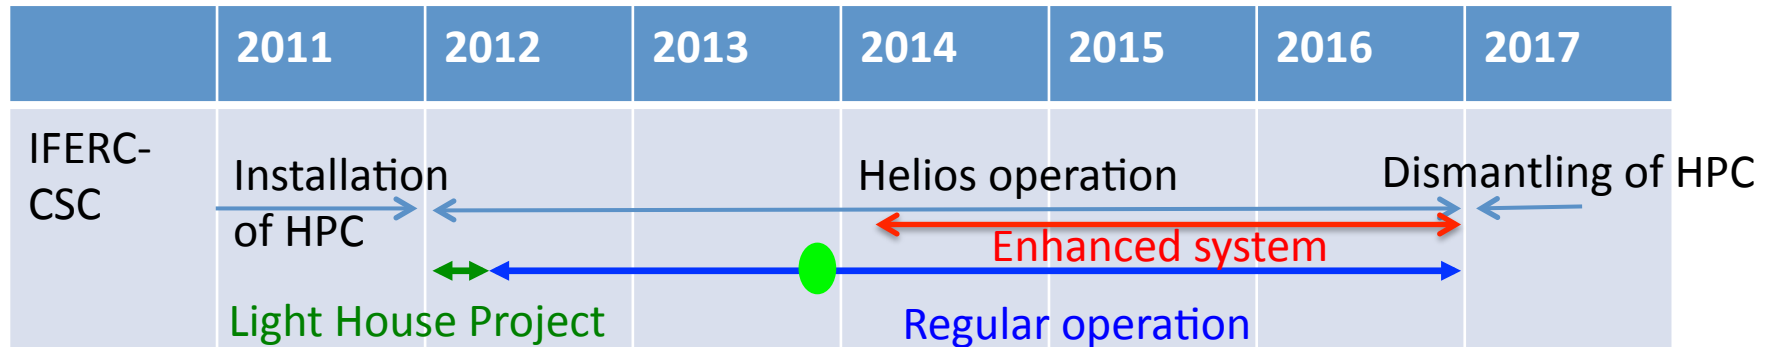 2011 2012 2013 2014 2015 2016 2017
IFERC-
CSC
Installation
of HPC
Helios operation
Dismantling of HPC
Enhanced system
Light House Project
Regular operation